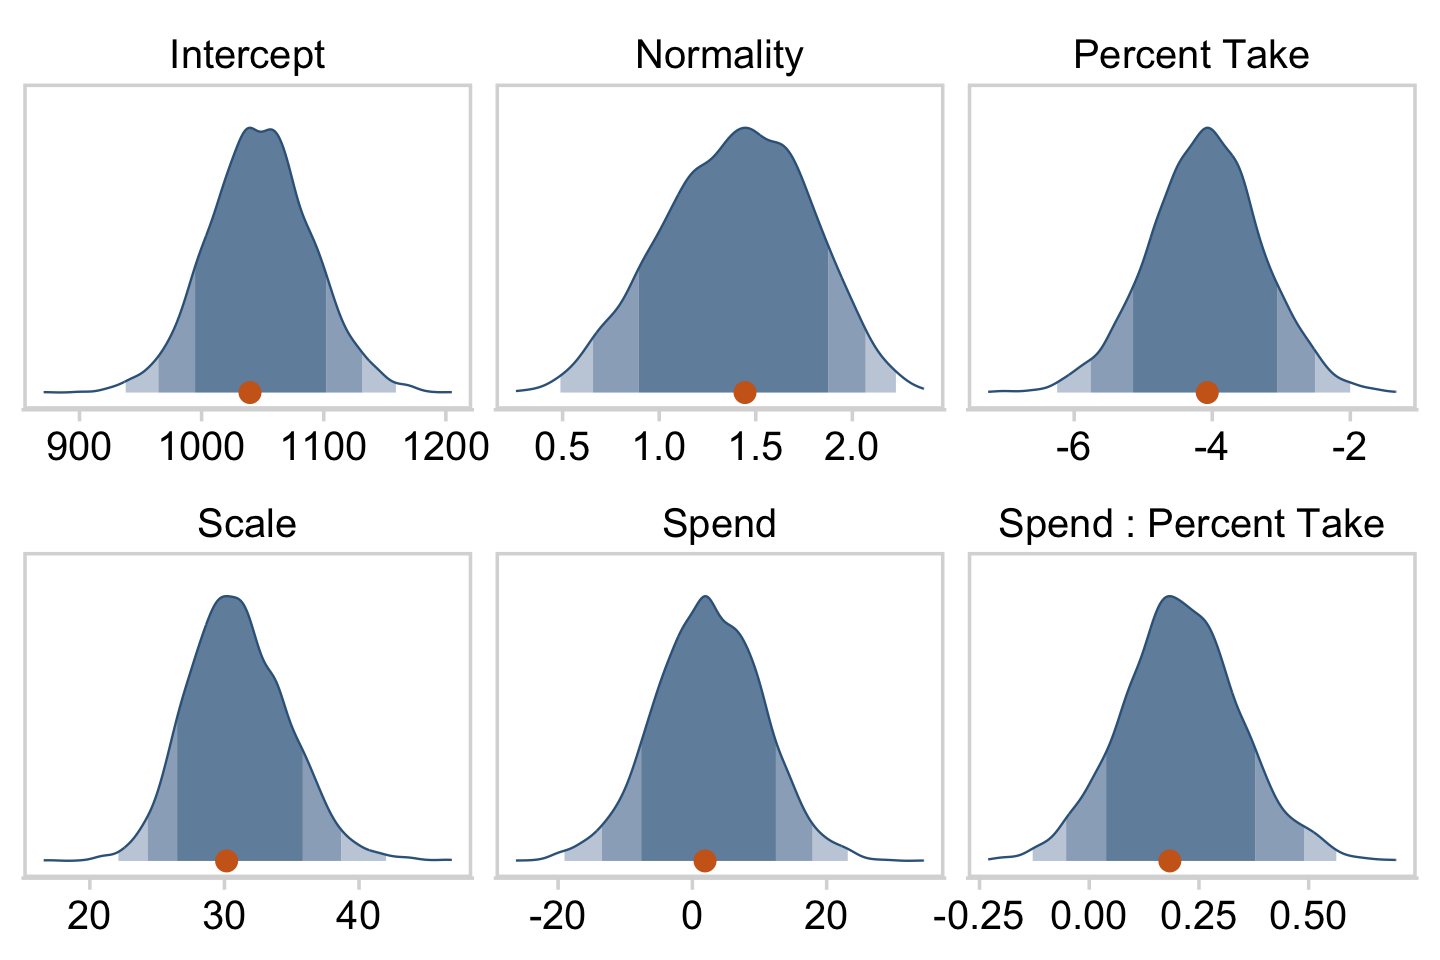 Intercept
Normality
Percent Take
900 1000 1100 1200
0.5 1.0 1.5 2.0
-6 -4 -2
Scale
Spend
Spend : Percent Take
20 30 40
-20 0 20
-0.25 0.00 0.25 0.50